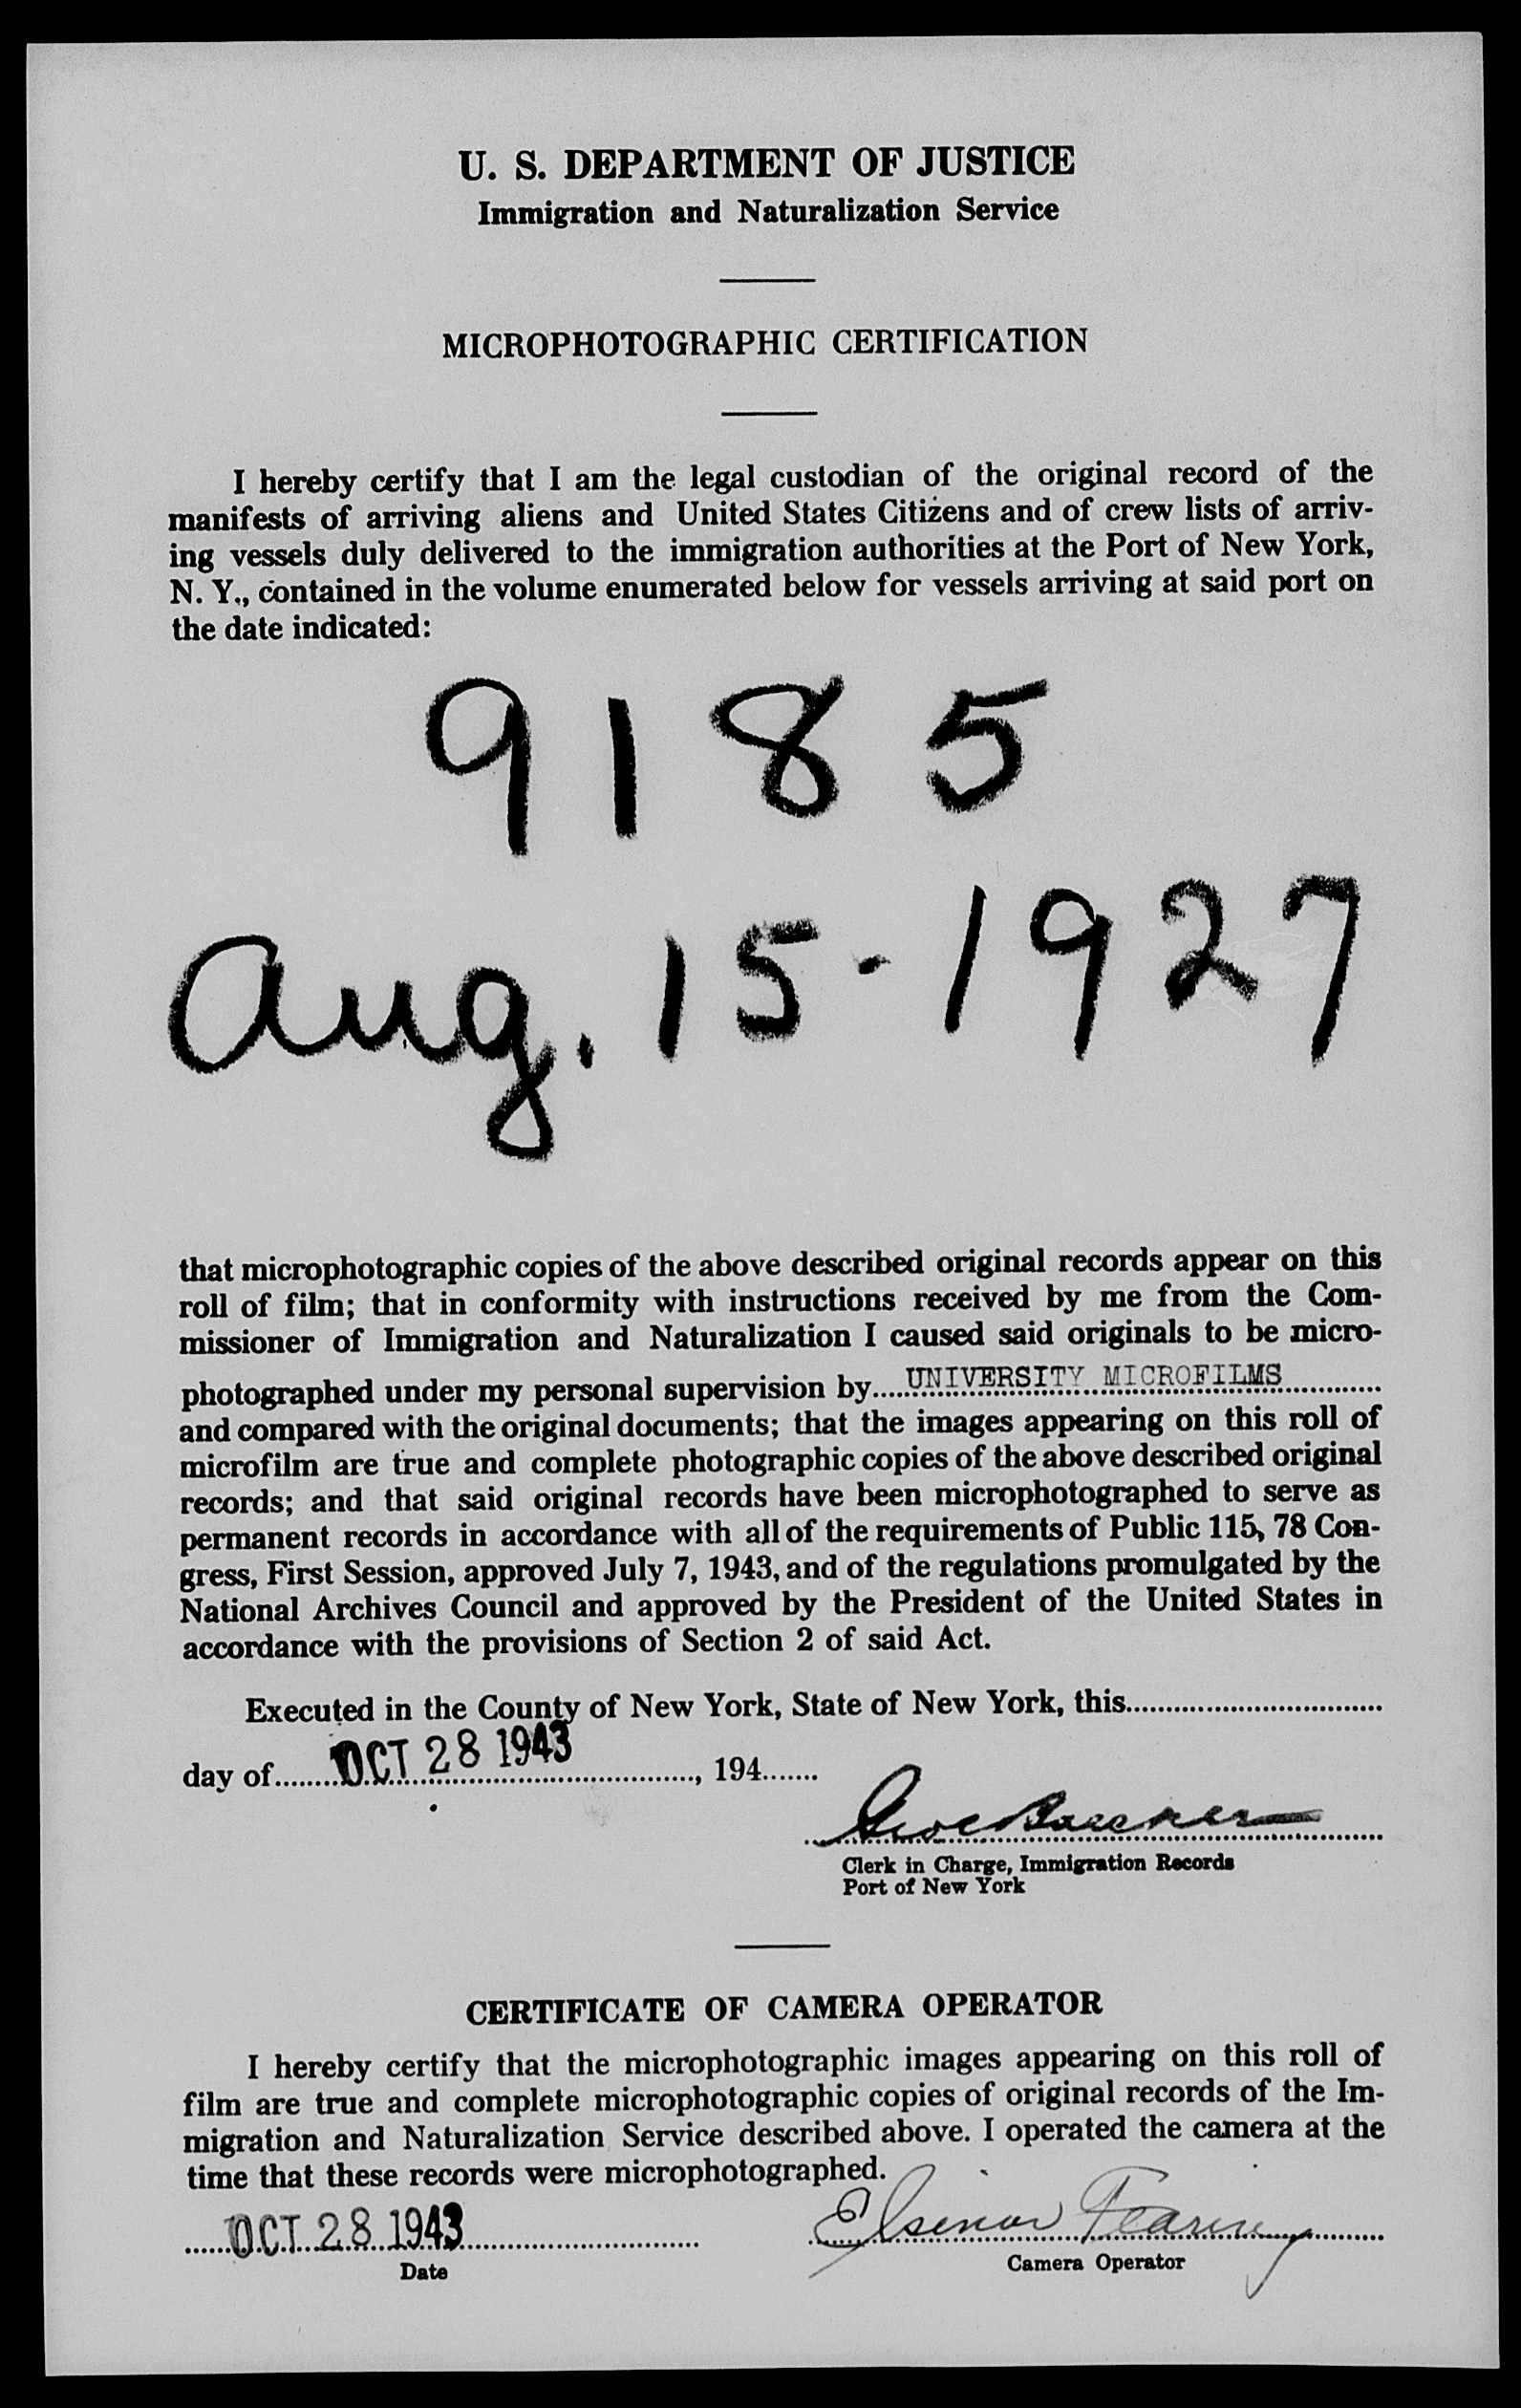 U. S. DEPARTMENT OF JUSTICE
Immigration and Naturalization Service
MICROPHOTOGRAPHIC CERTIFICATION
I hereby certify that I am the legal custodian of the original record of the
manifests of arriving aliens and United States Citizens and of crew lists of arriv-
ing vessels duly delivered to the immigration authorities at the Port of New York,
N. Y., contained in the volume enumerated below for vessels arriving at said port on
the date indicated:
9185
Aug. 15-1927
that microphotographic copies of the above described original records appear on this
roll of film; that in conformity with instructions received by me from the Com-
missioner of Immigration and Naturalization I caused said originals to be micro-
photographed under my personal supervision by.....UNIVERSITY MICROFILMS..............
and compared with the original documents; that the images appearing on this roll of
microfilm are true and complete photographic copies of the above described original
records; and that said original records have been microphotographed to serve as
permanent records in accordance with all of the requirements of Public 115, 78 Con-
gress, First Session, approved July 7, 1943, and of the regulations promulgated by the
National Archives Council and approved by the President of the United States in
accordance with the provisions of Section 2 of said Act.
Executed in the County of New York, State of New York, this................................
day of........OCT 28 1943................, 194.......
Clerk in Charge, Immigration Records
Port of New York
CERTIFICATE OF CAMERA OPERATOR
I hereby certify that the microphotographic images appearing on this roll of
film are true and complete microphotographic copies of original records of the Im-
migration and Naturalization Service described above. I operated the camera at the
time that these records were microphotographed.
OCT 28 1943
Date
Camera Operator